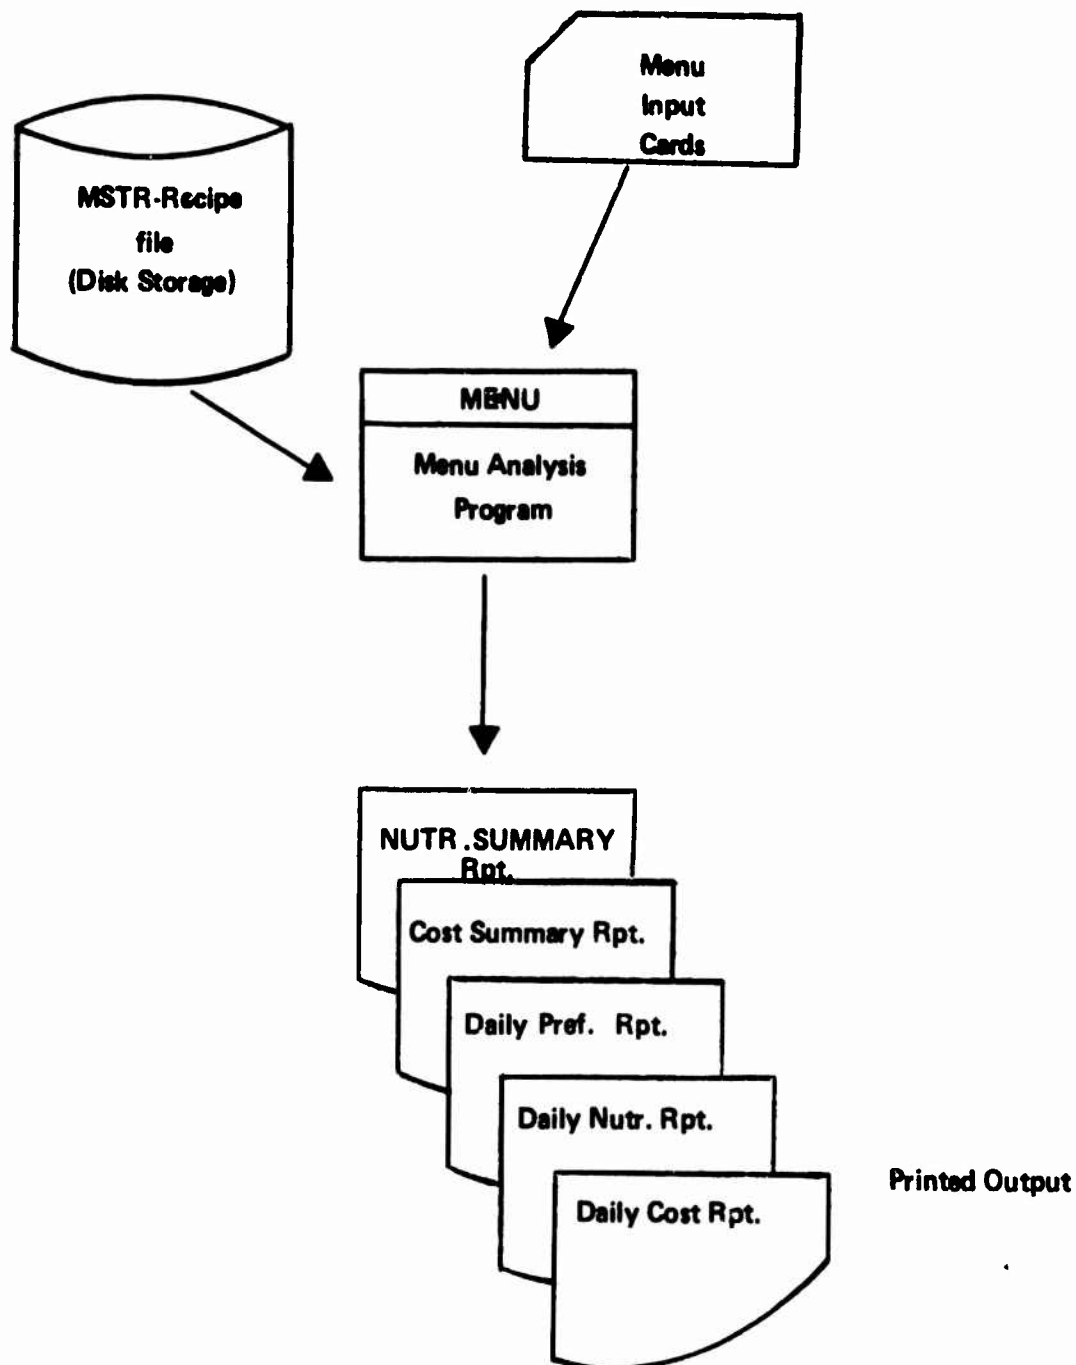 Menu
Input
Cards
MSTR-Recipe
file
(Disk Storage)
MENU
Menu Analysis
Program
NUTR.SUMMARY
Rpt.
Cost Summary Rpt.
Daily Pref. Rpt.
Daily Nutr. Rpt.
Daily Cost Rpt.
Printed Output